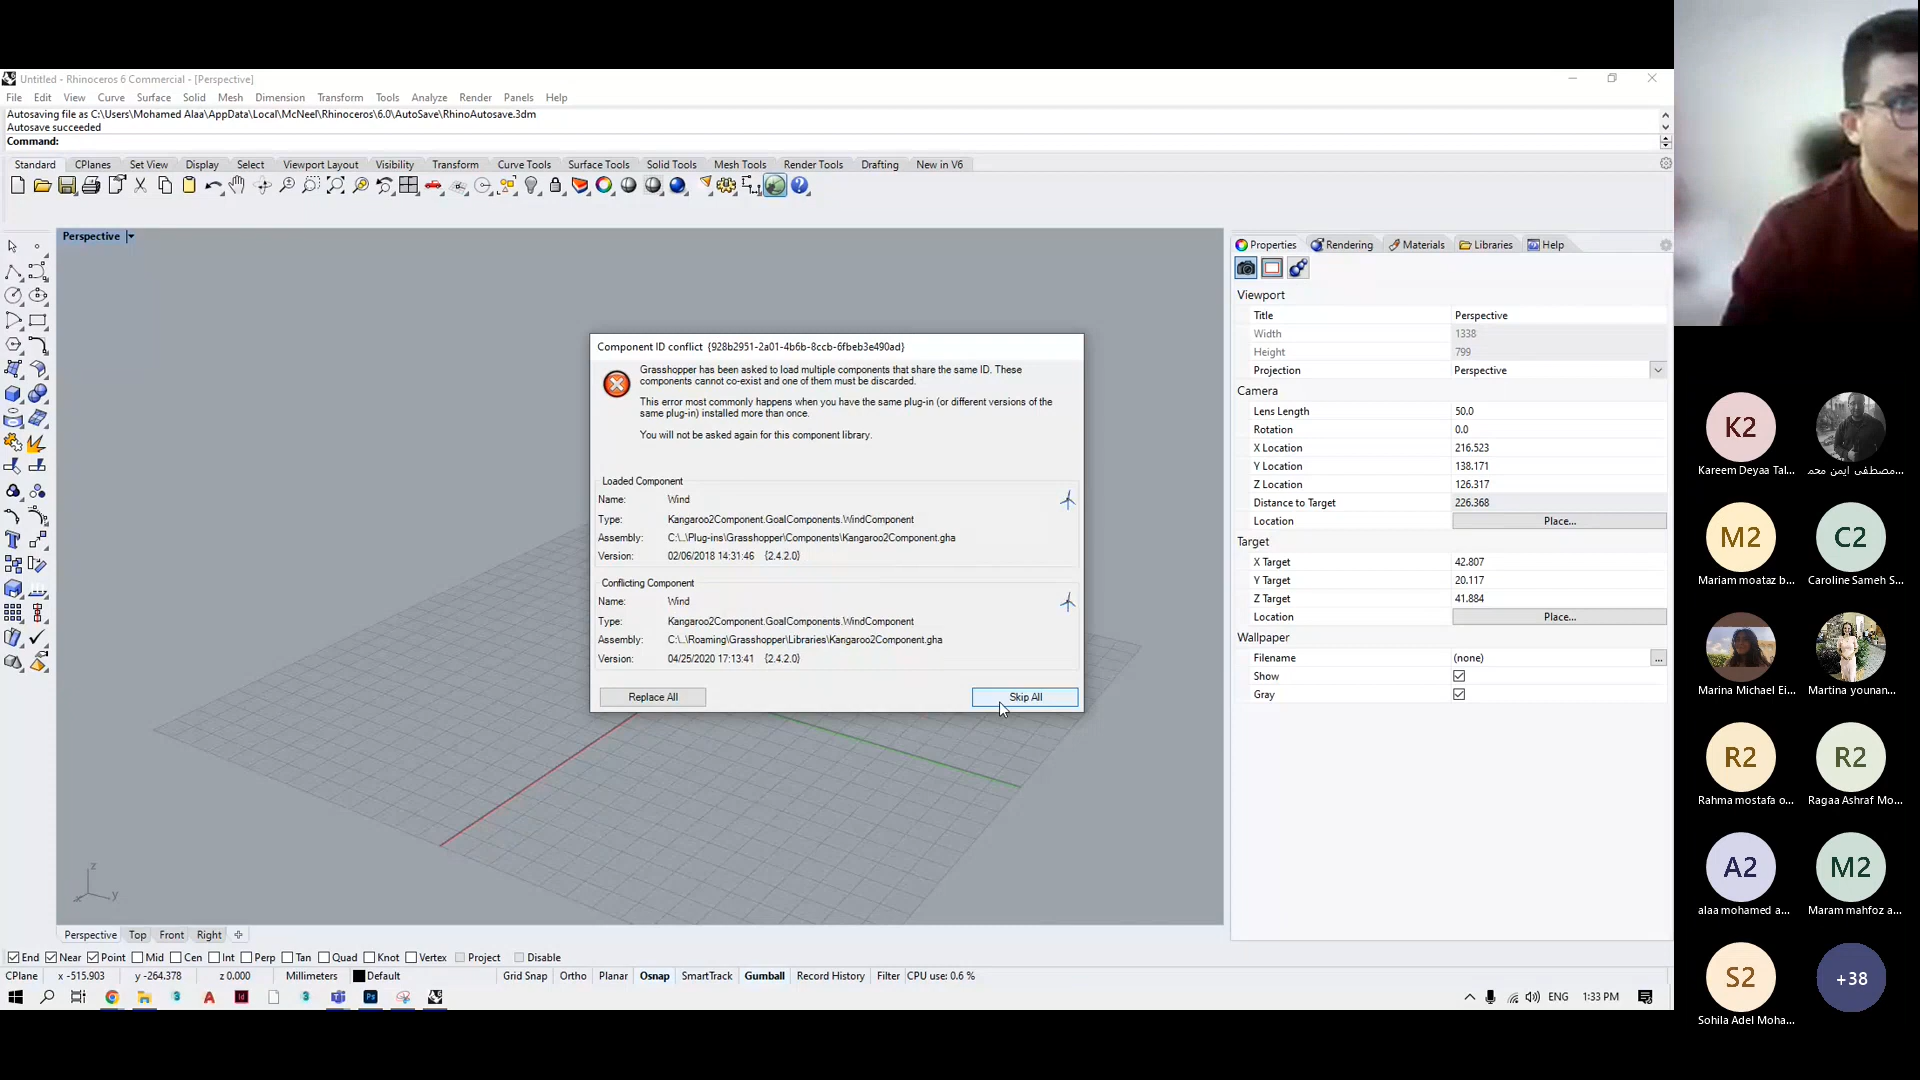 Untitled - Rhinoceros 6 Commercial - [Perspective]
File Edit View Curve Surface Solid Mesh Dimension Transform Tools Analyze Render Panels Help
Autosaving file as C:\Users\Mohamed Alaa\AppData\Local\McNeel\Rhinoceros\6.0\AutoSave\RhinoAutosave.3dm
Autosave succeeded
Command:
Standard CPlanes Set View Display Select Viewport Layout Visibility Transform Curve Tools Surface Tools Solid Tools Mesh Tools Render Tools Drafting New in V6
Perspective
Component ID conflict {928b2951-2a01-4b6b-8ccb-6fbeb3e490ad}
Grasshopper has been asked to load multiple components that share the same ID. These
components cannot co-exist and one of them must be discarded.
This error most commonly happens when you have the same plug-in (or different versions of the
same plug-in) installed more than once.
You will not be asked again for this component library.
Loaded Component
Name: Wind
Type: Kangaroo2Component.GoalComponents.WindComponent
Assembly: C:\...\Plug-ins\Grasshopper\Components\Kangaroo2Component.gha
Version: 02/06/2018 14:31:46 {2.4.2.0}
Conflicting Component
Name: Wind
Type: Kangaroo2Component.GoalComponents.WindComponent
Assembly: C:\...\Roaming\Grasshopper\Libraries\Kangaroo2Component.gha
Version: 04/25/2020 17:13:41 {2.4.2.0}
Replace All Skip All
z
y
x
Properties Rendering Materials Libraries Help
Viewport
Title Perspective
Width 1338
Height 799
Projection Perspective
Camera
Lens Length 50.0
Rotation 0.0
X Location 216.523
Y Location 138.171
Z Location 126.317
Distance to Target 226.368
Location Place...
Target
X Target 42.807
Y Target 20.117
Z Target 41.884
Location Place...
Wallpaper
Filename (none) ...
Show
Gray
Perspective Top Front Right
End Near Point Mid Cen Int Perp Tan Quad Knot Vertex Project Disable
CPlane x -515.903 y -264.378 z 0.000 Millimeters Default Grid Snap Ortho Planar Osnap SmartTrack Gumball Record History Filter CPU use: 0.6 %
ENG 1:33 PM
K2
Kareem Deyaa Tal...
مصطفى ايمن محمـ...
M2
Mariam moataz b...
C2
Caroline Sameh S...
Marina Michael Ei...
Martina younan...
R2
Rahma mostafa o...
R2
Ragaa Ashraf Mo...
A2
alaa mohamed a...
M2
Maram mahfoz a...
S2
Sohila Adel Moha...
+38